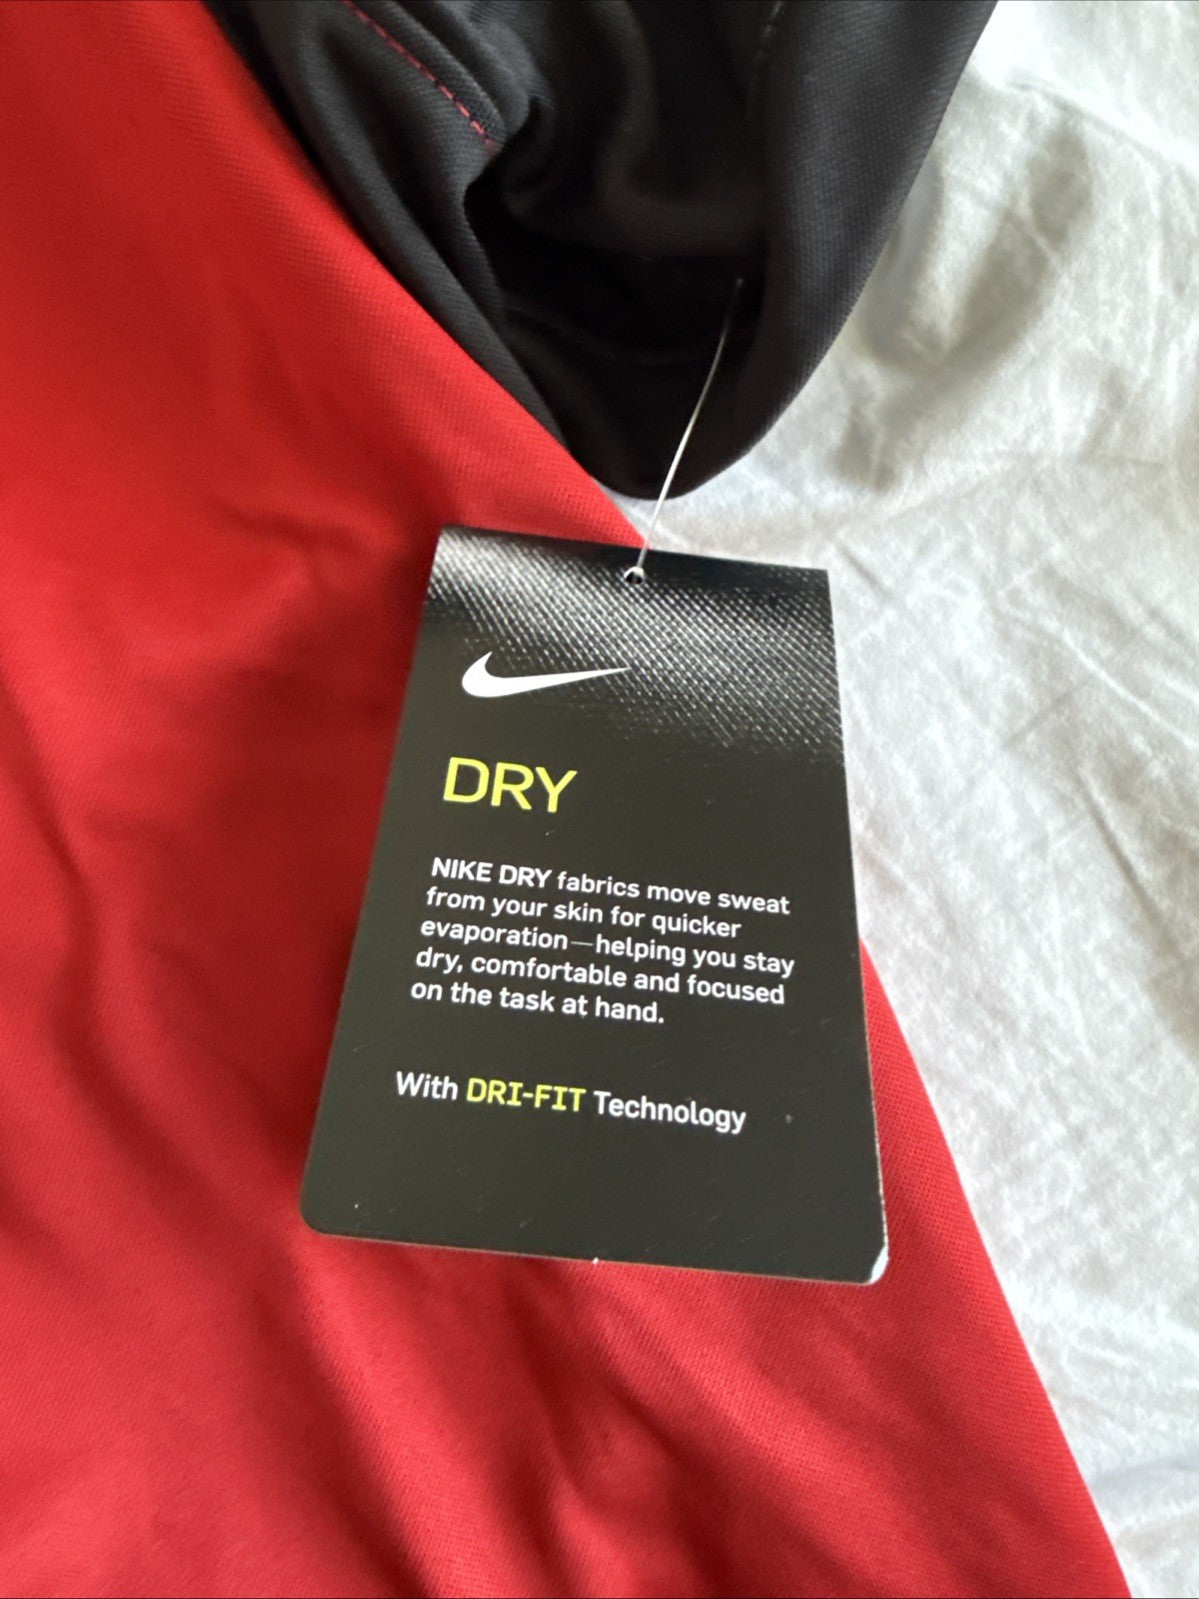 DRY
NIKE DRY fabrics move sweat
from your skin for quicker
evaporation—helping you stay
dry, comfortable and focused
on the task at hand.
With DRI-FIT Technology